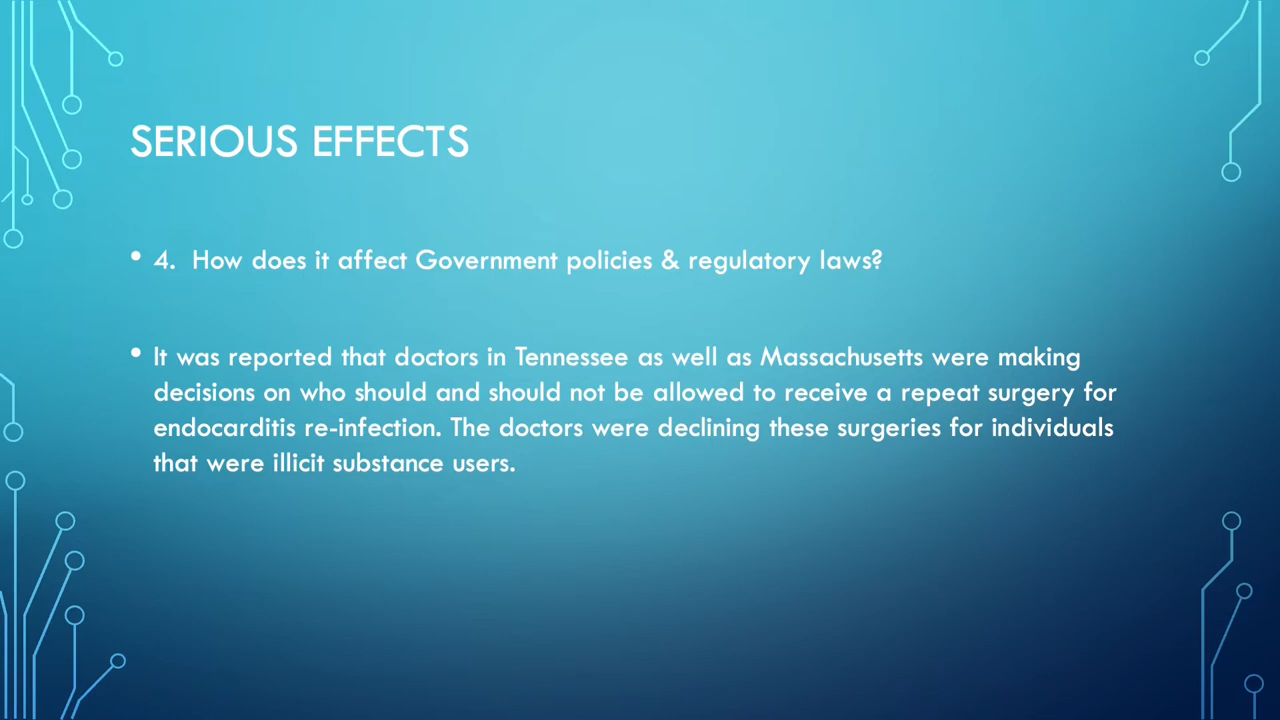 SERIOUS EFFECTS
• 4. How does it affect Government policies & regulatory laws?
• It was reported that doctors in Tennessee as well as Massachusetts were making
decisions on who should and should not be allowed to receive a repeat surgery for
endocarditis re-infection. The doctors were declining these surgeries for individuals
that were illicit substance users.